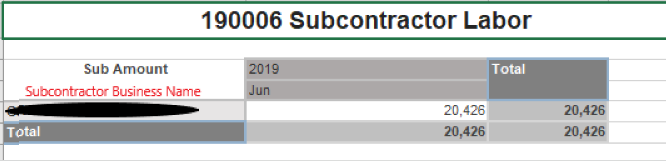 190006 Subcontractor Labor
Sub Amount 2019 Total
Subcontractor Business Name Jun
20,426 20,426
Total 20,426 20,426